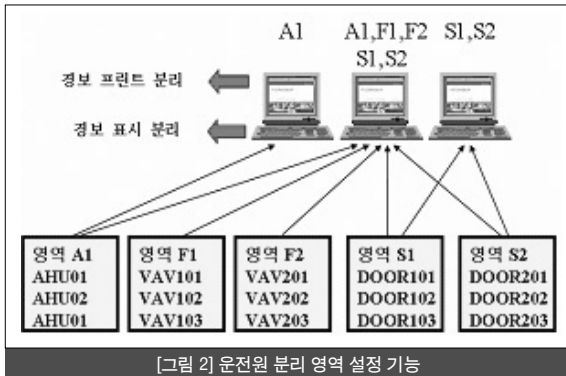 A1 A1,F1,F2 S1,S2
S1,S2
경보 프린트 분리
경보 표시 분리
영역 A1
AHU01
AHU02
AHU01
영역 F1
VAV101
VAV102
VAV103
영역 F2
VAV201
VAV202
VAV203
영역 S1
DOOR101
DOOR102
DOOR103
영역 S2
DOOR201
DOOR202
DOOR203
[그림 2] 운전원 분리 영역 설정 기능